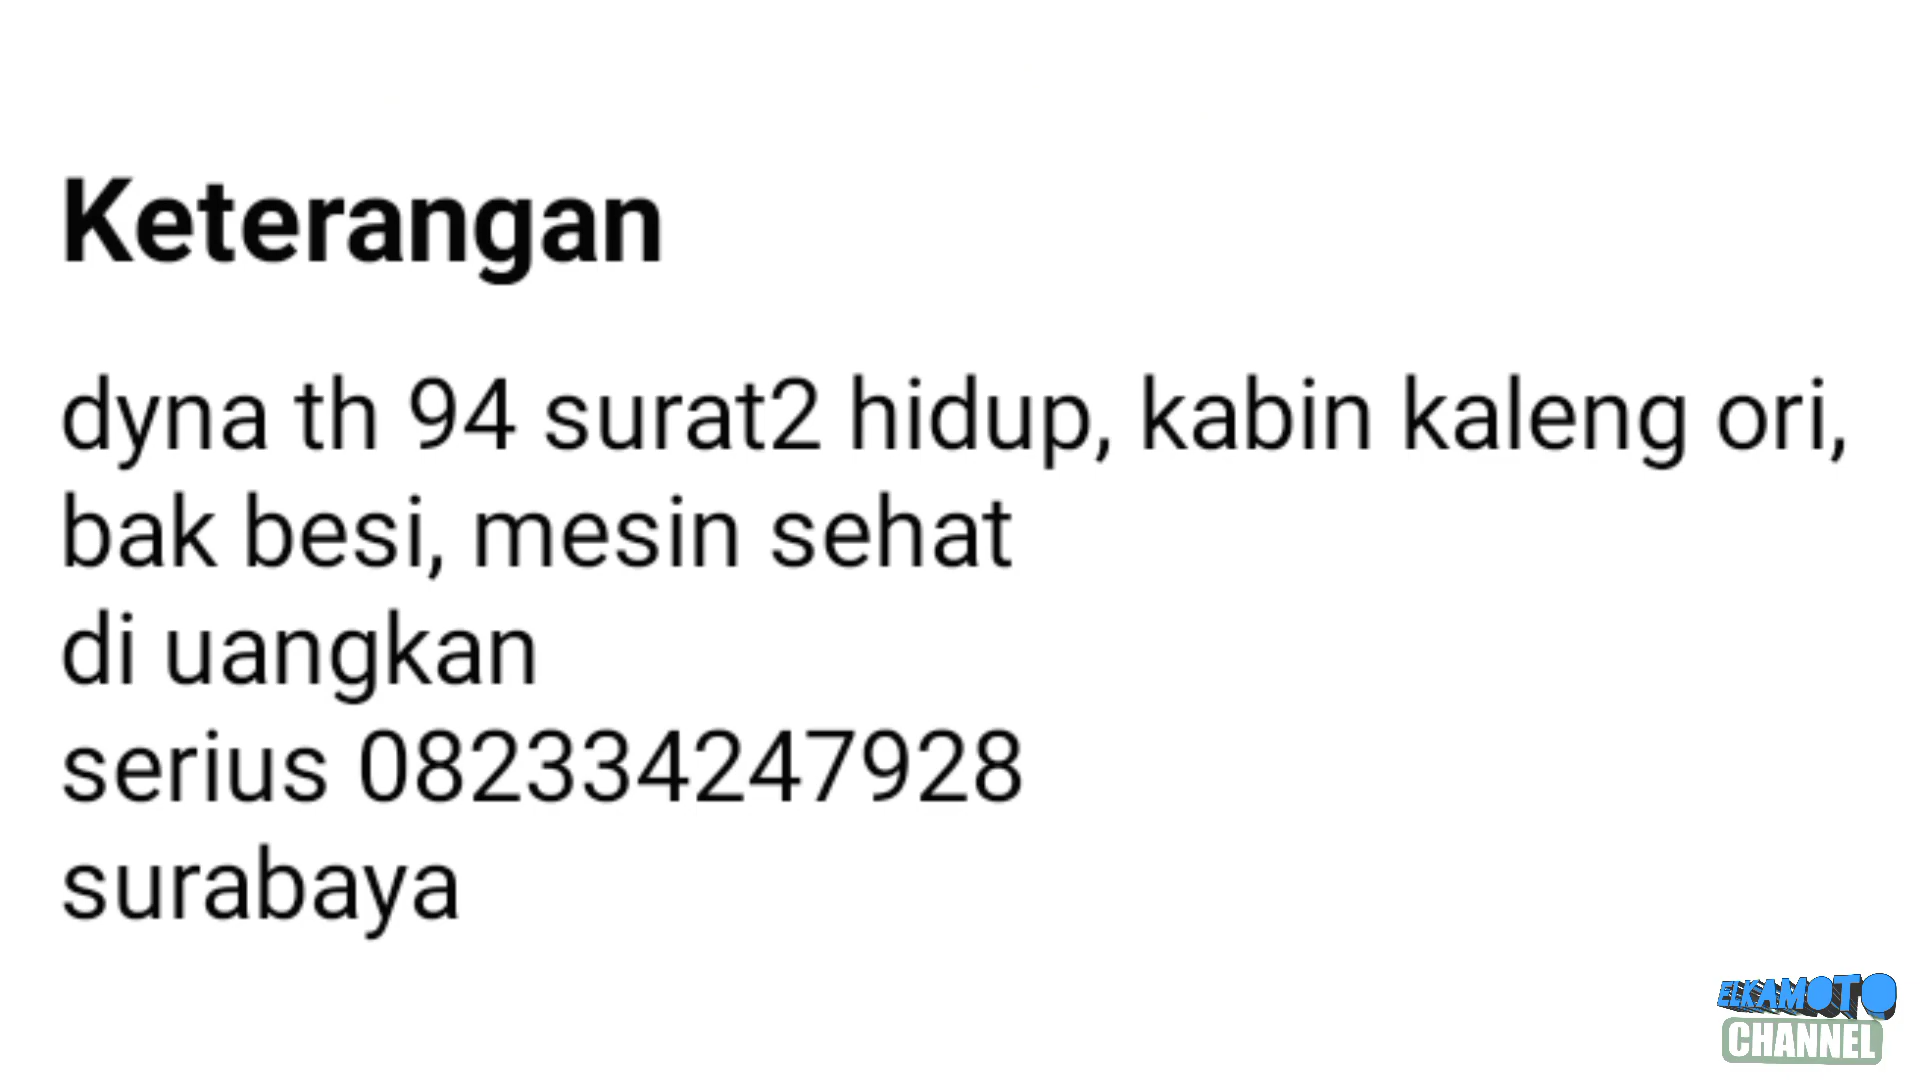 Keterangan
dyna th 94 surat2 hidup, kabin kaleng ori,
bak besi, mesin sehat
di uangkan
serius 082334247928
surabaya
ELKAMOTO
CHANNEL